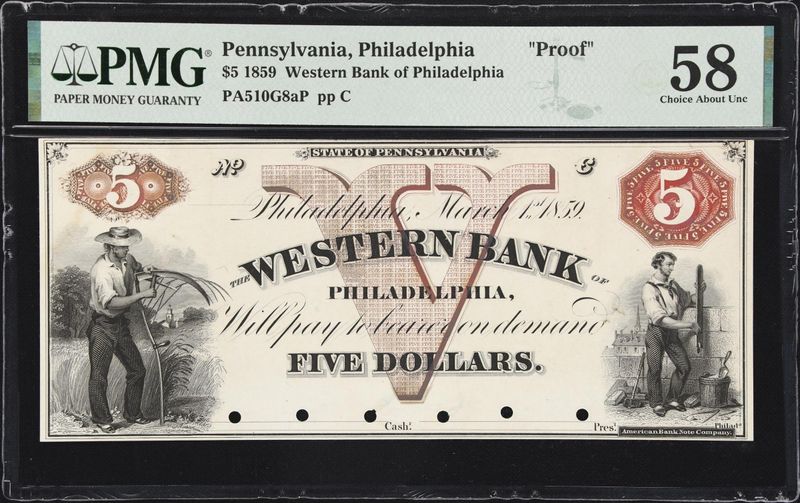 PMG®
PAPER MONEY GUARANTY
Pennsylvania, Philadelphia "Proof"
$5 1859 Western Bank of Philadelphia
PA510G8aP pp C
58
Choice About Unc
STATE OF PENNSYLVANIA
5 No C 5
Philadelphia, March 1st 1859.
THE WESTERN BANK OF
PHILADELPHIA,
Will pay to bearer on demand
FIVE DOLLARS.
Cash! Pres!
American Bank Note Company. Philada